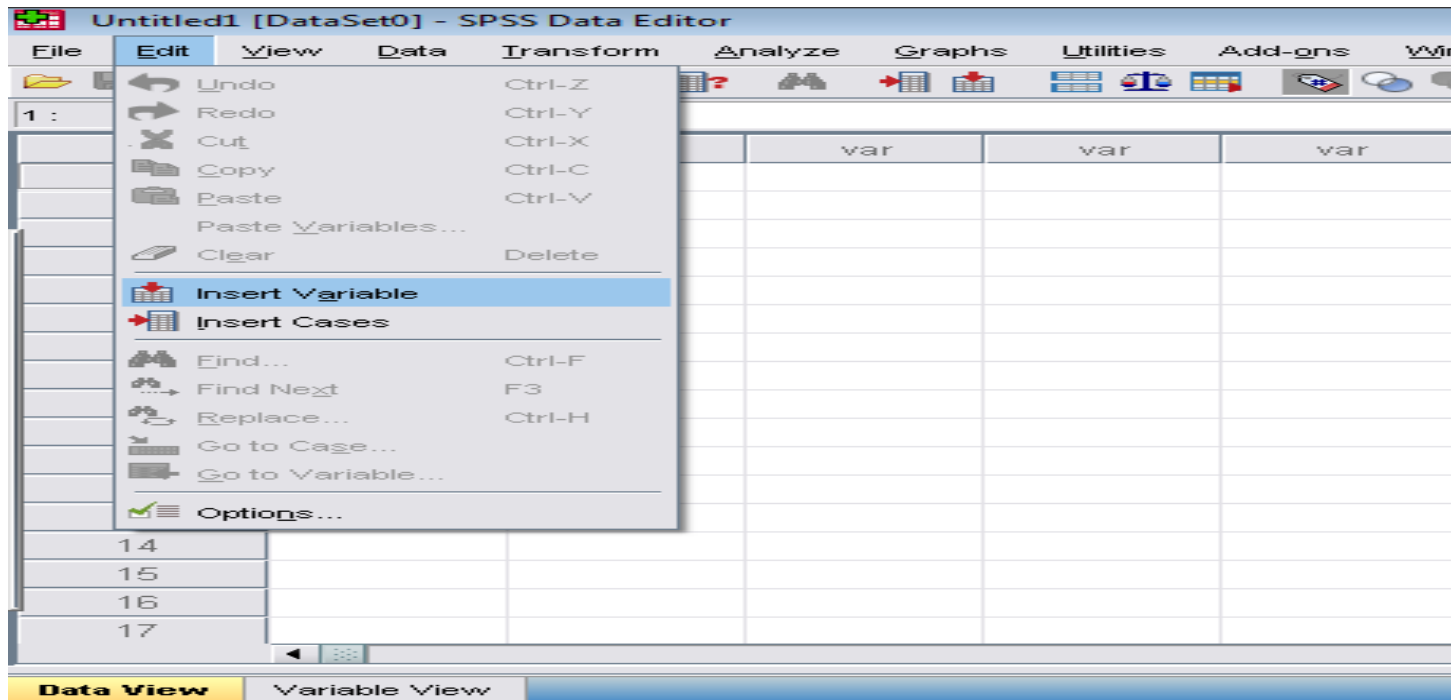 Untitled1 [DataSet0] - SPSS Data Editor
File Edit View Data Transform Analyze Graphs Utilities Add-ons
1 :
var var var
Undo Ctrl-Z
Redo Ctrl-Y
Cut Ctrl-X
Copy Ctrl-C
Paste Ctrl-V
Paste Variables...
Clear Delete
Insert Variable
Insert Cases
Find... Ctrl-F
Find Next F3
Replace... Ctrl-H
Go to Case...
Go to Variable...
Options...
14
15
16
17
Data View Variable View